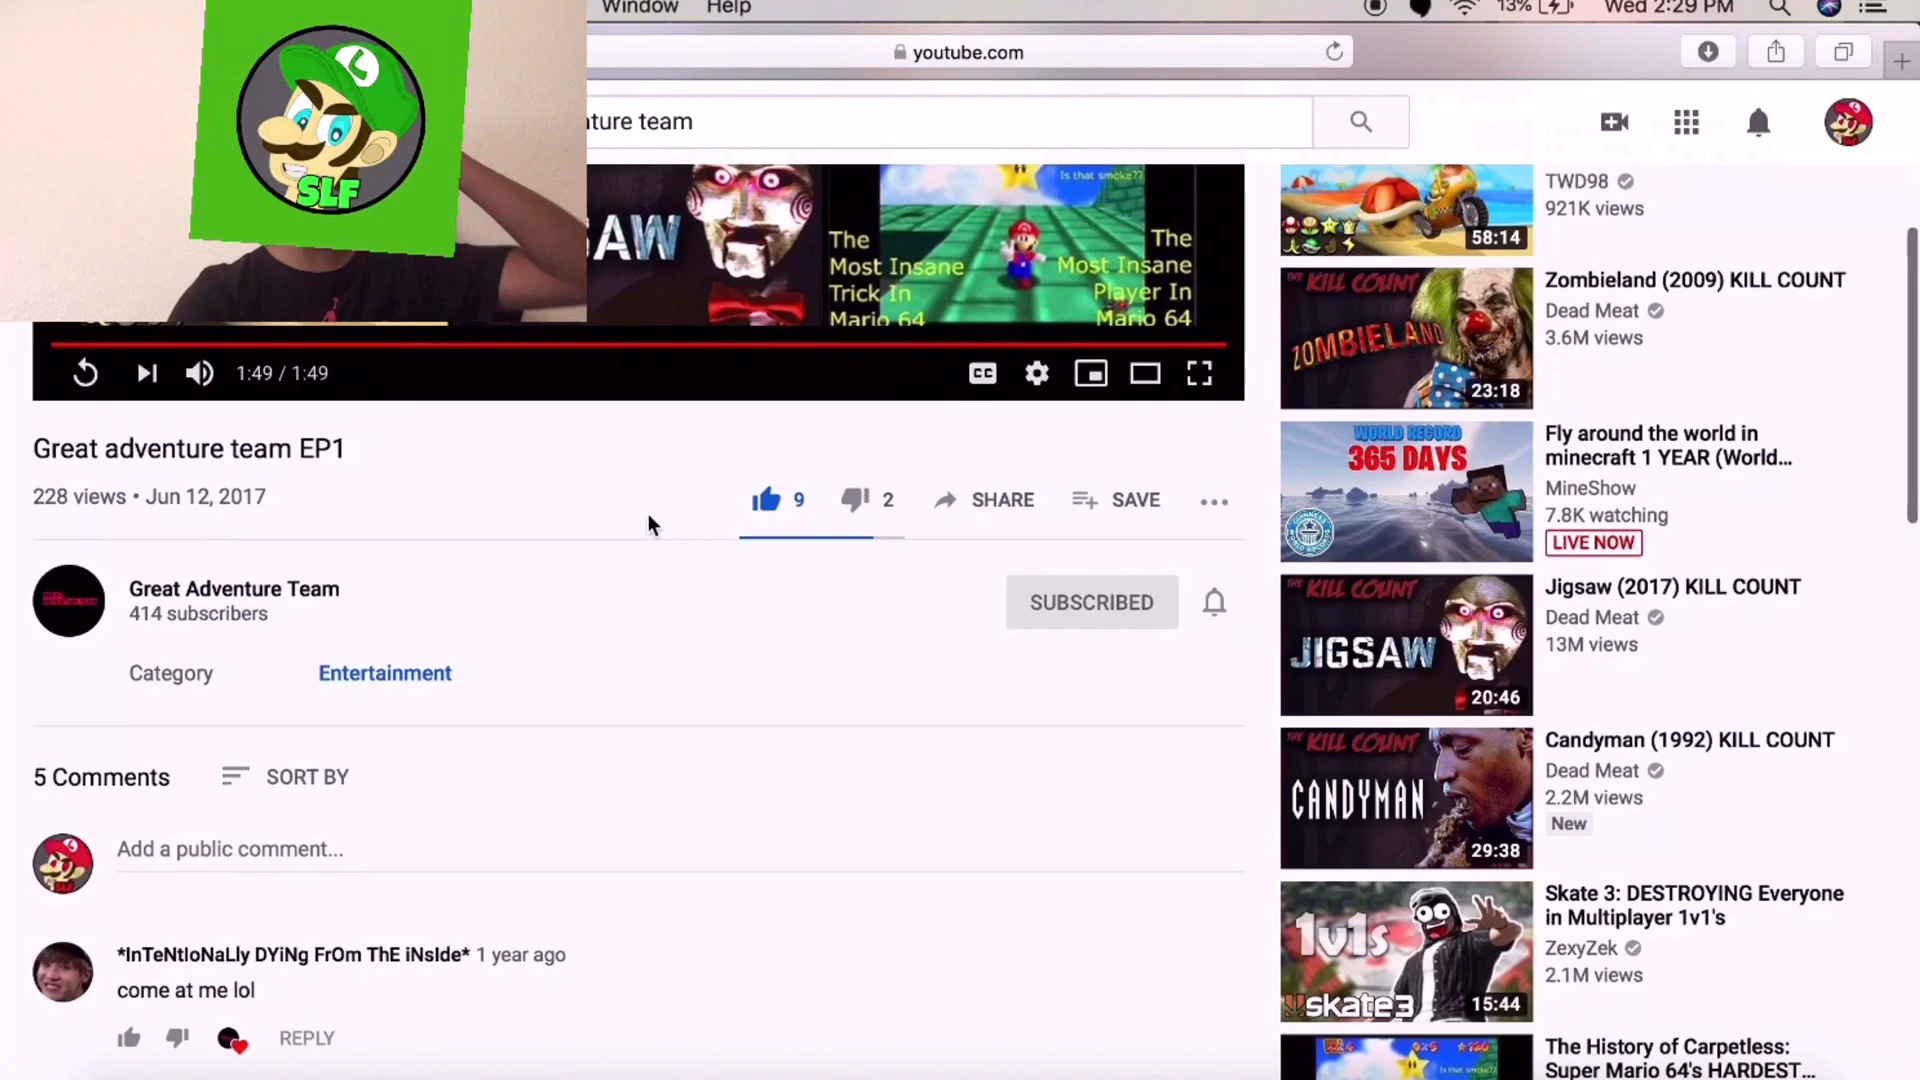 Window Help
13% Wed 2:29 PM
youtube.com
ture team
L
SLF
AW
Is that smoke??
The
Most Insane
Trick In
Mario 64
The
Most Insane
Player In
Mario 64
1:49 / 1:49
CC
Great adventure team EP1
228 views • Jun 12, 2017
9 2 SHARE SAVE
Great Adventure Team
414 subscribers
SUBSCRIBED
Category Entertainment
5 Comments SORT BY
Add a public comment...
*InTeNtIoNaLly DYiNg FrOm ThE iNsIde* 1 year ago
come at me lol
REPLY
TWD98
921K views
58:14
THE KILL COUNT
ZOMBIELAND
23:18
Zombieland (2009) KILL COUNT
Dead Meat
3.6M views
WORLD RECORD
365 DAYS
Fly around the world in
minecraft 1 YEAR (World...
MineShow
7.8K watching
LIVE NOW
THE KILL COUNT
JIGSAW
20:46
Jigsaw (2017) KILL COUNT
Dead Meat
13M views
THE KILL COUNT
CANDYMAN
29:38
Candyman (1992) KILL COUNT
Dead Meat
2.2M views
New
1v1s
skate3
15:44
Skate 3: DESTROYING Everyone
in Multiplayer 1v1's
ZexyZek
2.1M views
The History of Carpetless:
Super Mario 64's HARDEST...